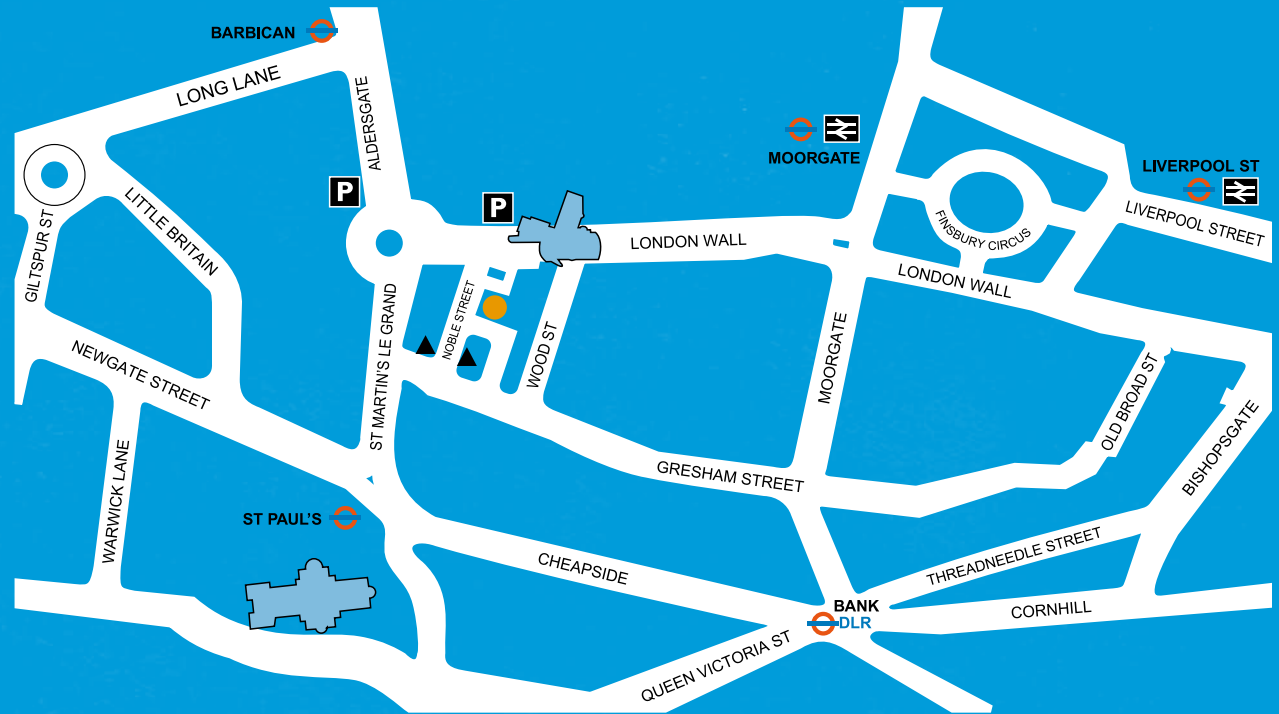 BARBICAN
LONG LANE
ALDERSGATE
MOORGATE
LIVERPOOL ST
P
P
LITTLE BRITAIN
GILTSPUR ST
LONDON WALL
FINSBURY CIRCUS
LIVERPOOL STREET
LONDON WALL
NOBLE STREET
ST MARTIN'S LE GRAND
WOOD ST
MOORGATE
OLD BROAD ST
BISHOPSGATE
NEWGATE STREET
WARWICK LANE
GRESHAM STREET
ST PAUL'S
CHEAPSIDE
THREADNEEDLE STREET
BANK
DLR
CORNHILL
QUEEN VICTORIA ST